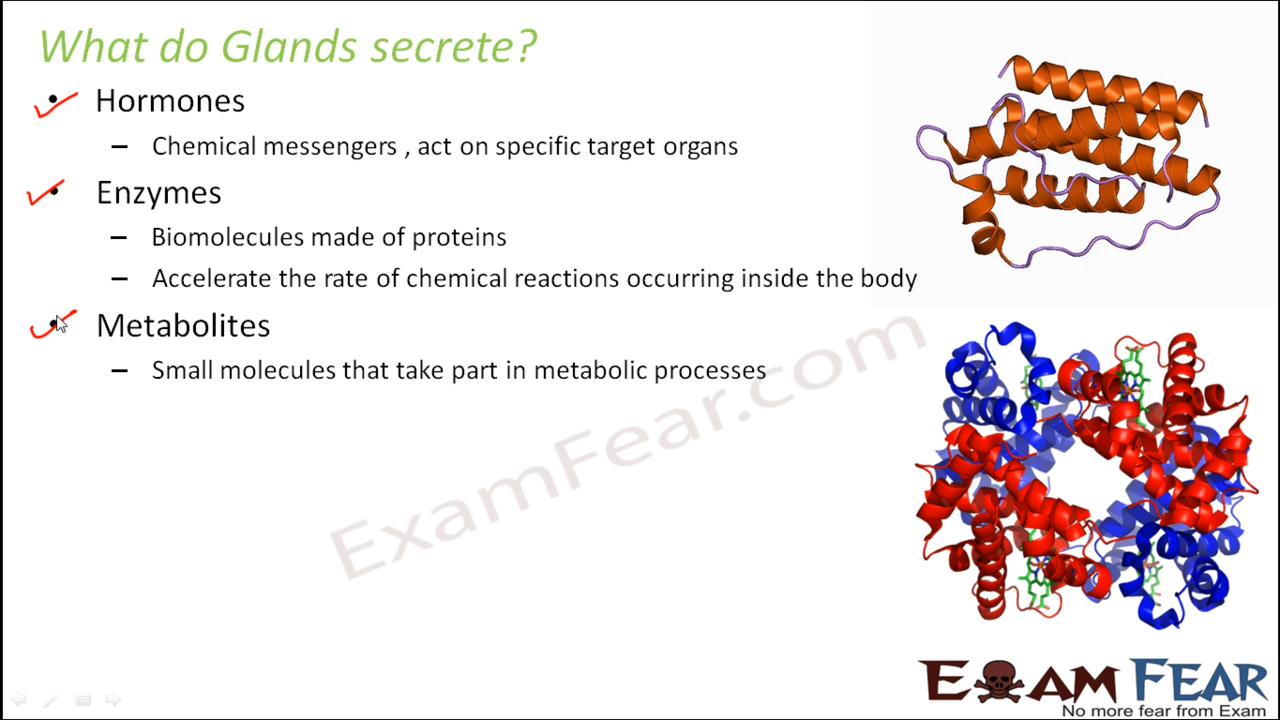 What do Glands secrete?
• Hormones
– Chemical messengers , act on specific target organs
• Enzymes
– Biomolecules made of proteins
– Accelerate the rate of chemical reactions occurring inside the body
• Metabolites
– Small molecules that take part in metabolic processes
ExamFear.com
EXAM FEAR
No more fear from Exam